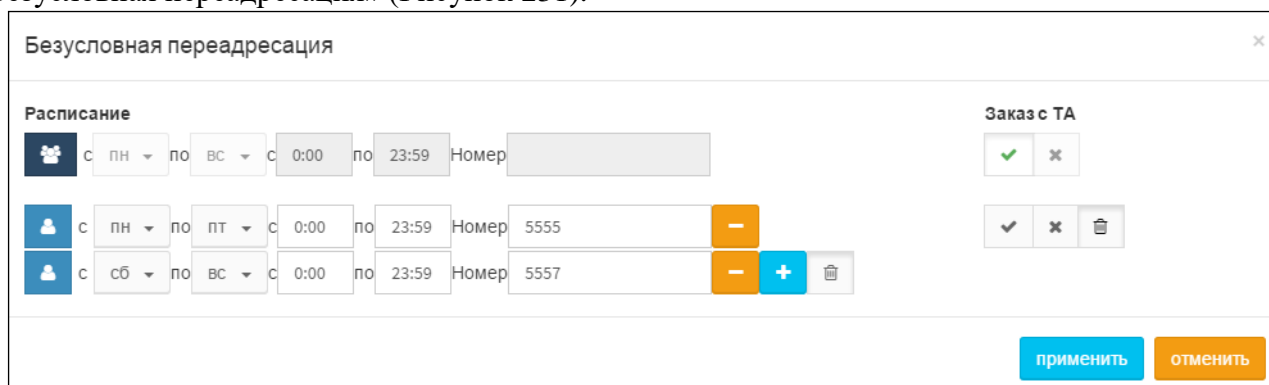 Безусловная переадресация
Расписание Заказ с ТА
с пн по вс с 0:00 по 23:59 Номер
с пн по пт с 0:00 по 23:59 Номер 5555
с сб по вс с 0:00 по 23:59 Номер 5557
применить отменить